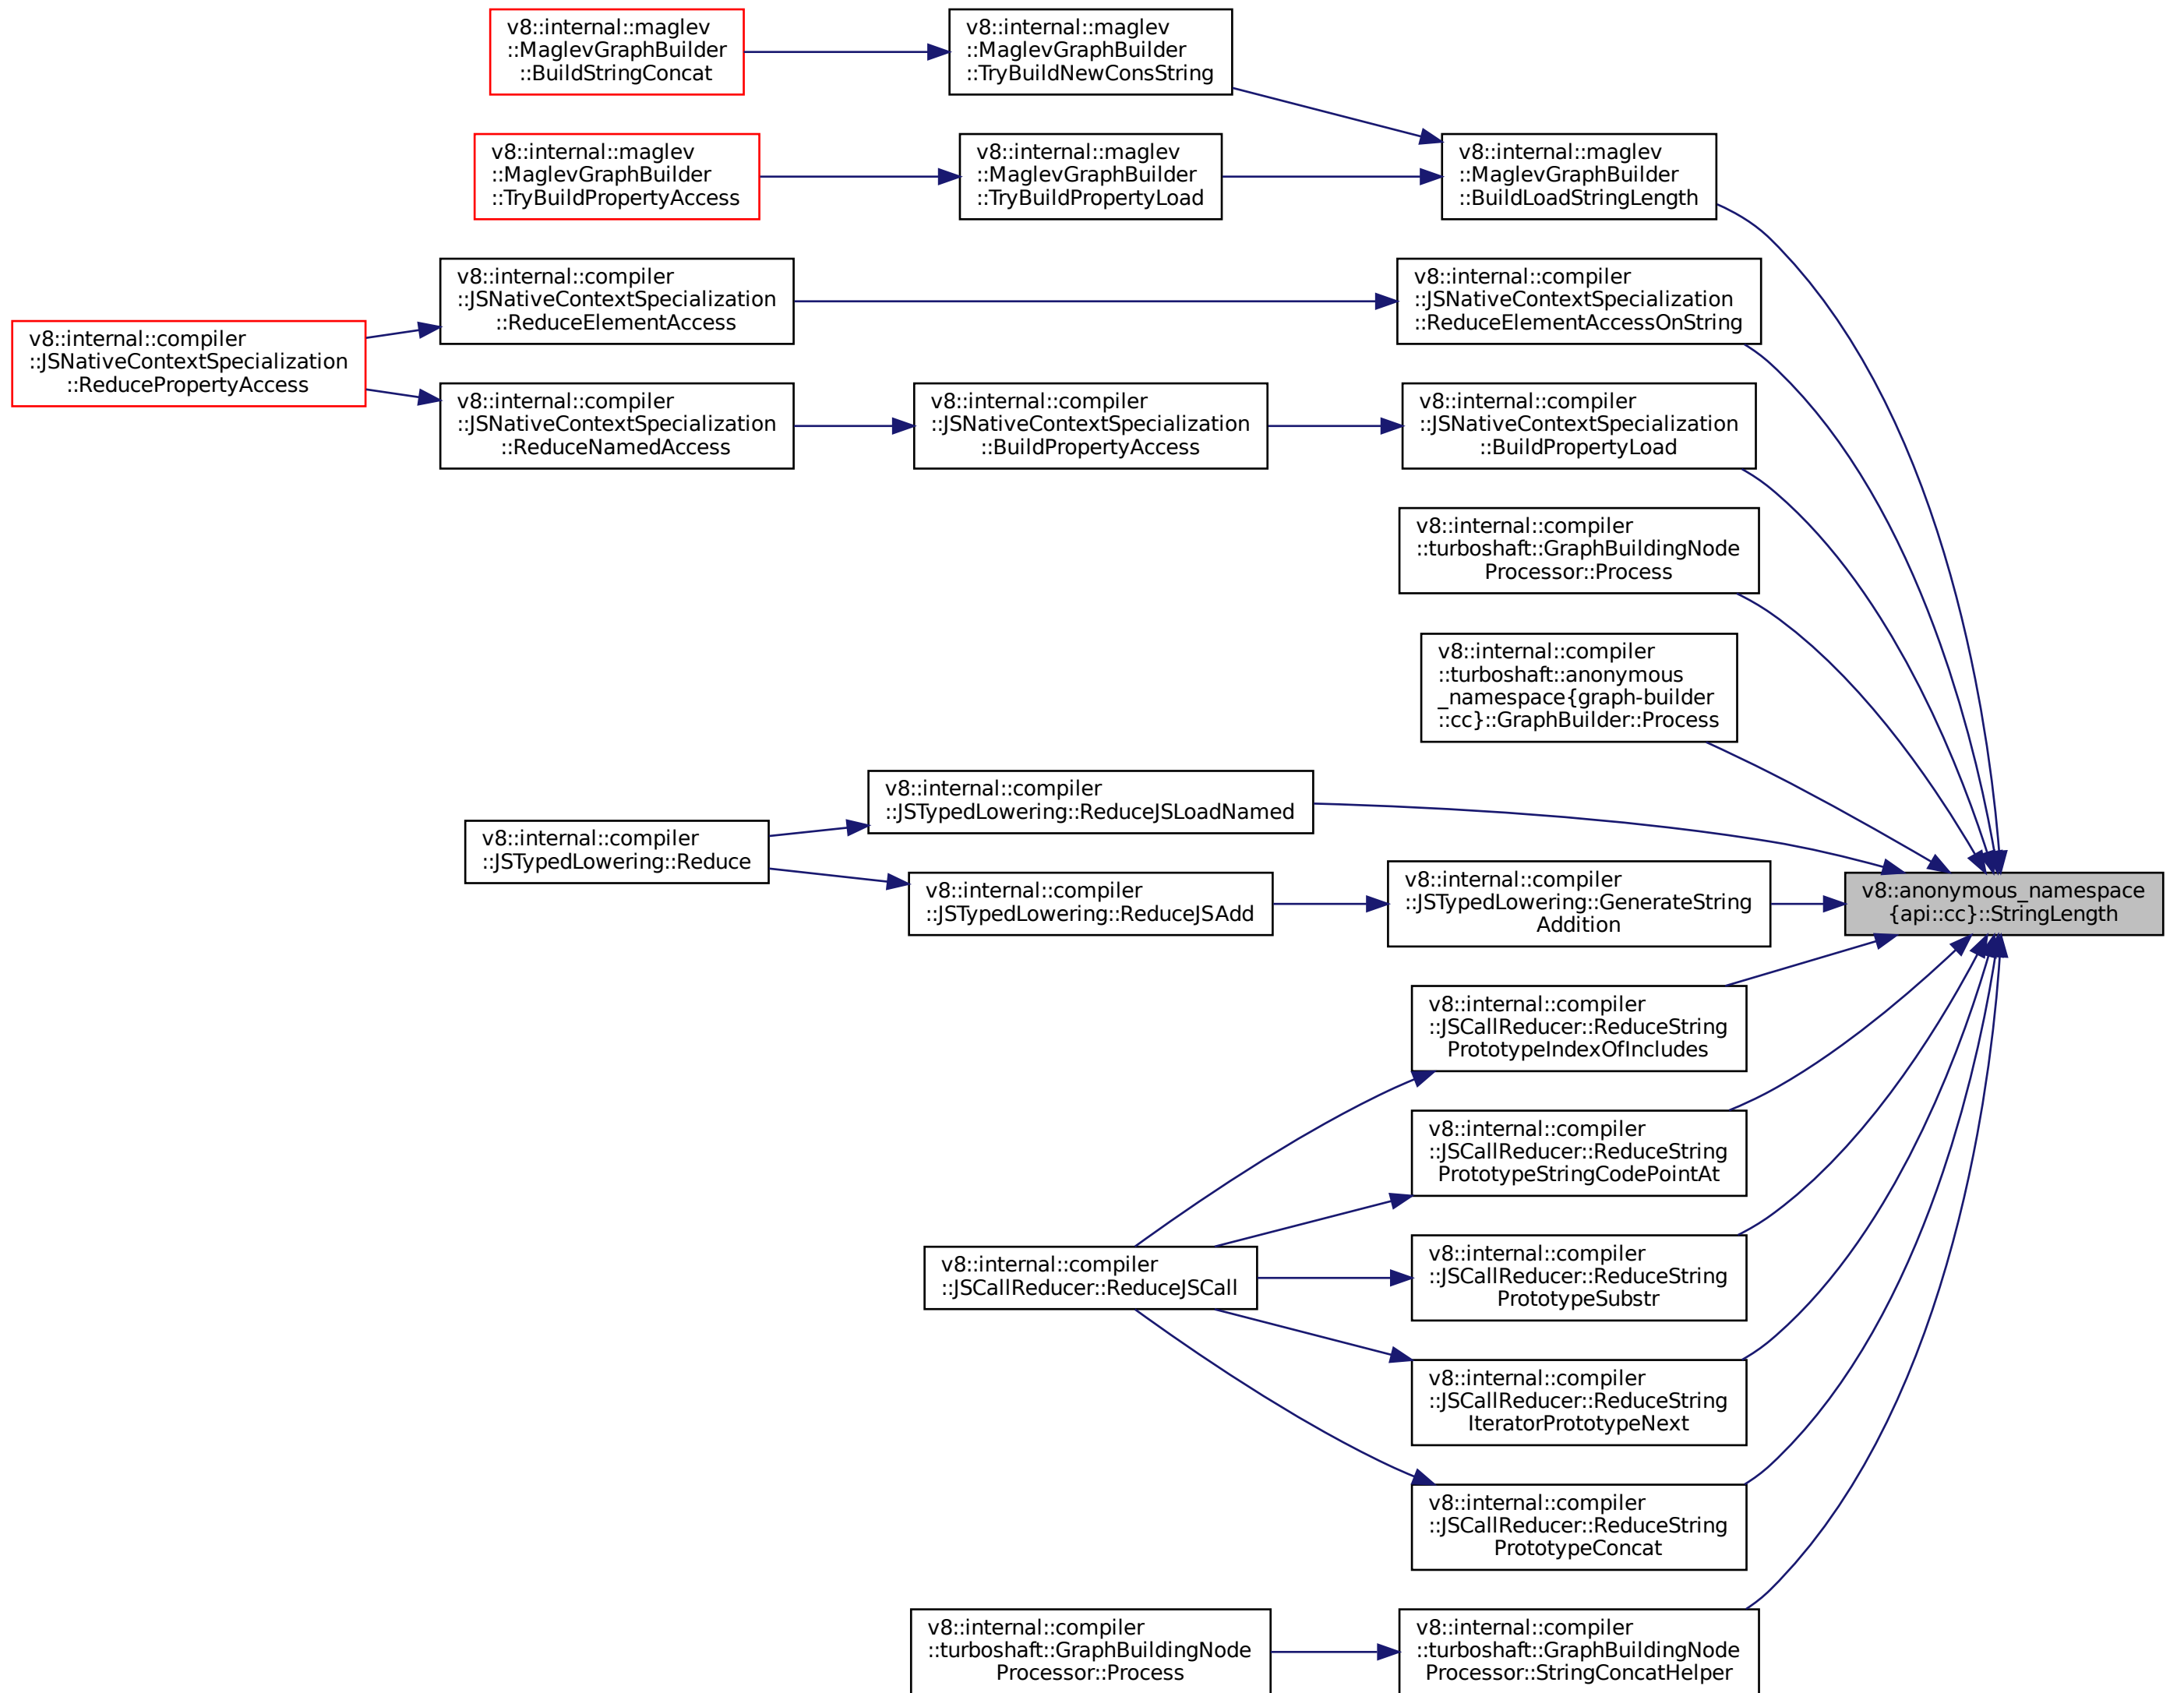 v8::internal::maglev
::MaglevGraphBuilder
::BuildStringConcat
v8::internal::maglev
::MaglevGraphBuilder
::TryBuildNewConsString
v8::internal::maglev
::MaglevGraphBuilder
::TryBuildPropertyAccess
v8::internal::maglev
::MaglevGraphBuilder
::TryBuildPropertyLoad
v8::internal::maglev
::MaglevGraphBuilder
::BuildLoadStringLength
v8::internal::compiler
::JSNativeContextSpecialization
::ReduceElementAccess
v8::internal::compiler
::JSNativeContextSpecialization
::ReduceElementAccessOnString
v8::internal::compiler
::JSNativeContextSpecialization
::ReducePropertyAccess
v8::internal::compiler
::JSNativeContextSpecialization
::ReduceNamedAccess
v8::internal::compiler
::JSNativeContextSpecialization
::BuildPropertyAccess
v8::internal::compiler
::JSNativeContextSpecialization
::BuildPropertyLoad
v8::internal::compiler
::turboshaft::GraphBuildingNode
Processor::Process
v8::internal::compiler
::turboshaft::anonymous
_namespace{graph-builder
::cc}::GraphBuilder::Process
v8::internal::compiler
::JSTypedLowering::ReduceJSLoadNamed
v8::internal::compiler
::JSTypedLowering::Reduce
v8::internal::compiler
::JSTypedLowering::ReduceJSAdd
v8::internal::compiler
::JSTypedLowering::GenerateString
Addition
v8::anonymous_namespace
{api::cc}::StringLength
v8::internal::compiler
::JSCallReducer::ReduceString
PrototypeIndexOfIncludes
v8::internal::compiler
::JSCallReducer::ReduceString
PrototypeStringCodePointAt
v8::internal::compiler
::JSCallReducer::ReduceJSCall
v8::internal::compiler
::JSCallReducer::ReduceString
PrototypeSubstr
v8::internal::compiler
::JSCallReducer::ReduceString
IteratorPrototypeNext
v8::internal::compiler
::JSCallReducer::ReduceString
PrototypeConcat
v8::internal::compiler
::turboshaft::GraphBuildingNode
Processor::Process
v8::internal::compiler
::turboshaft::GraphBuildingNode
Processor::StringConcatHelper